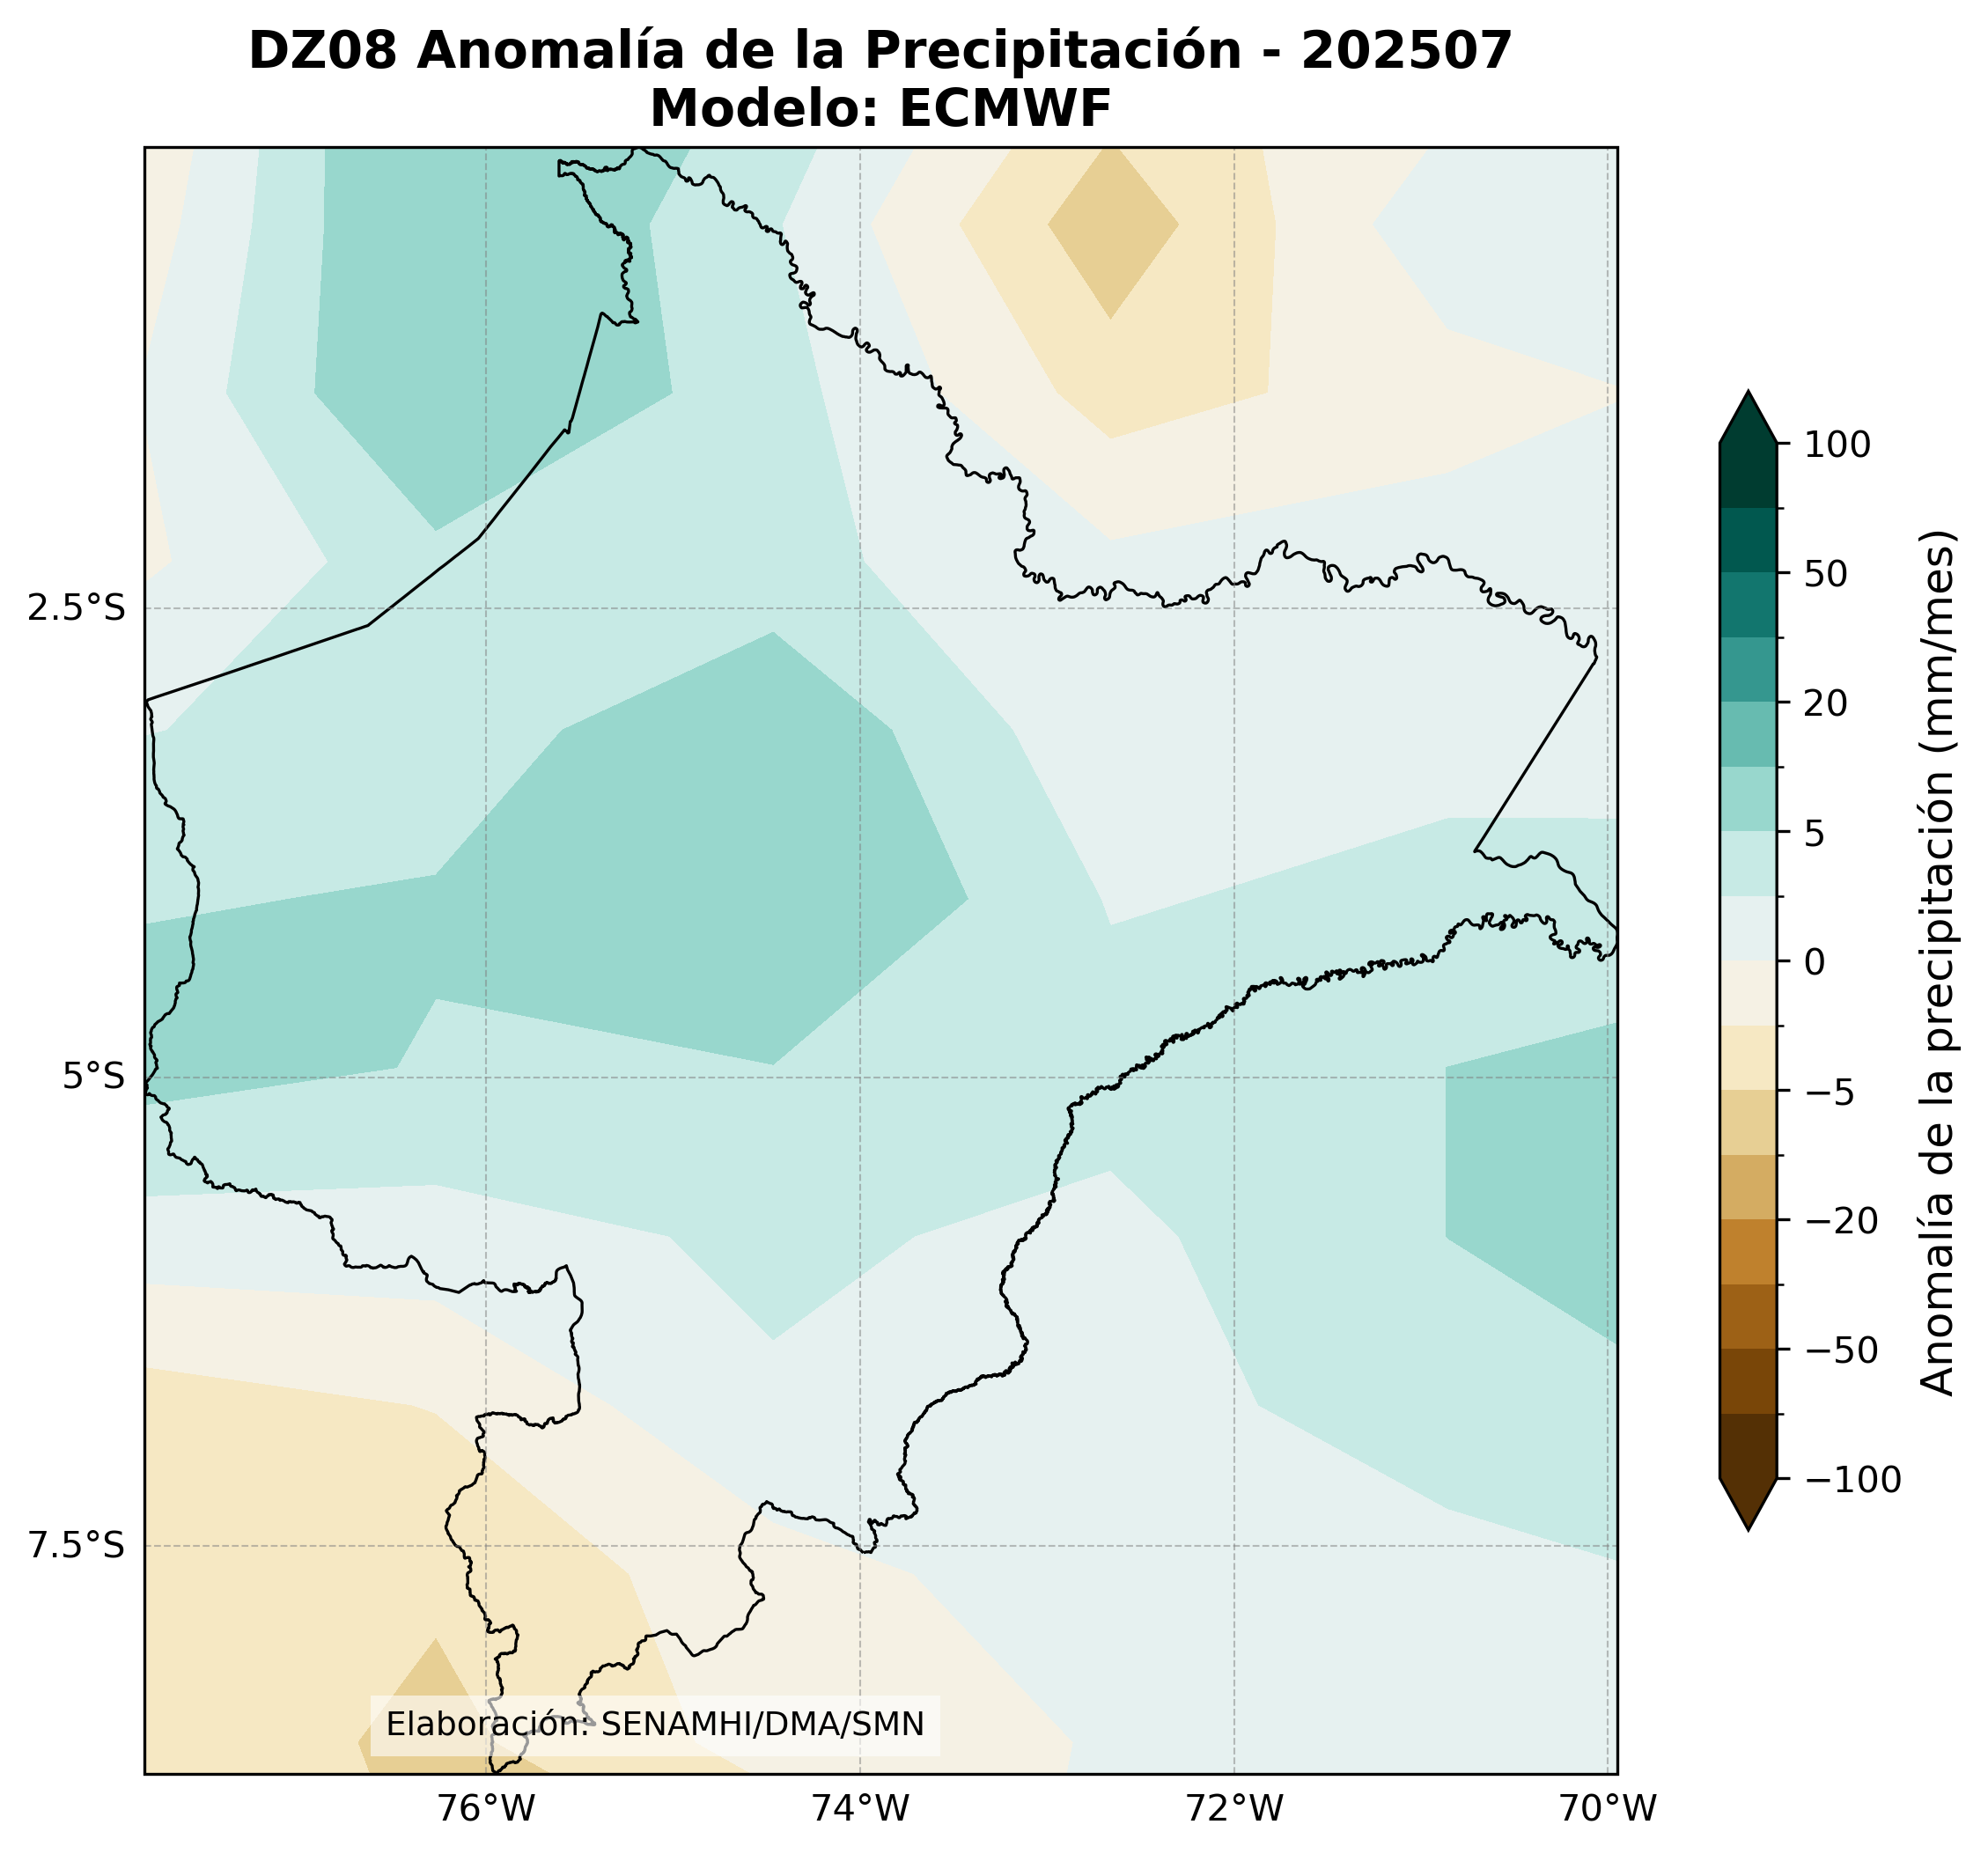 DZ08 Anomalía de la Precipitación - 202507
Modelo: ECMWF
2.5°S
5°S
7.5°S
76°W
74°W
72°W
70°W
100
50
20
5
0
−5
−20
−50
−100
Anomalía de la precipitación (mm/mes)
Elaboración: SENAMHI/DMA/SMN